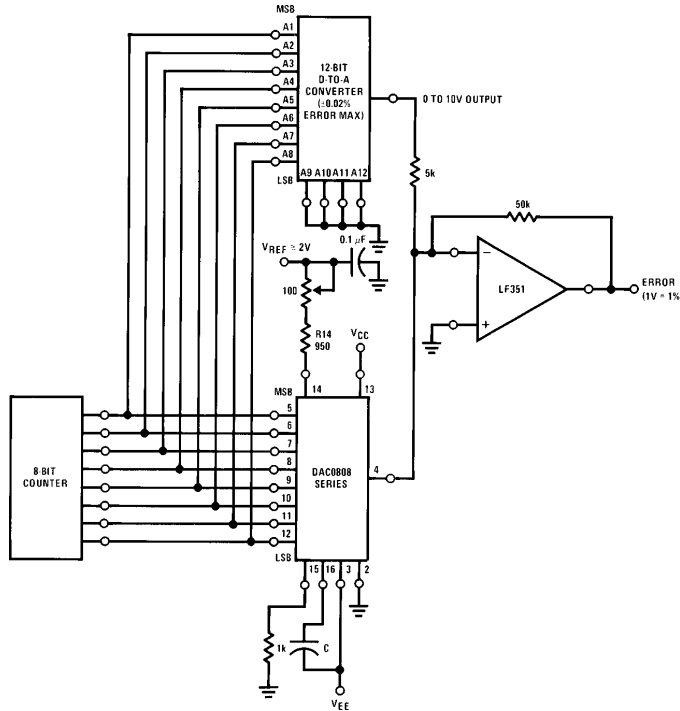 MSB
A1
A2
A3
A4
A5
A6
A7
A8
LSB
12-BIT
D-TO-A
CONVERTER
(±0.02%
ERROR MAX)
A9 A10 A11 A12
0 TO 10V OUTPUT
5k
50k
0.1 µF
VREF ≅ 2V
100
R14
950
VCC
LF351
−
+
ERROR
(1V = 1%
14
13
MSB
5
6
7
8
9
10
11
12
LSB
8-BIT
COUNTER
DAC0808
SERIES
4
15 16 3 2
1k
C
VEE